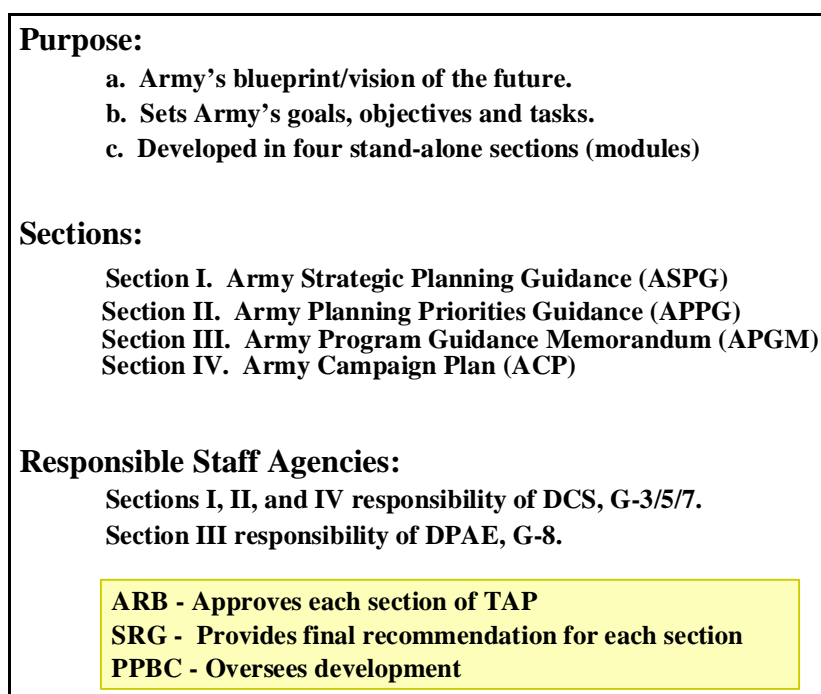 Purpose:
a. Army’s blueprint/vision of the future.
b. Sets Army’s goals, objectives and tasks.
c. Developed in four stand-alone sections (modules)
Sections:
Section I. Army Strategic Planning Guidance (ASPG)
Section II. Army Planning Priorities Guidance (APPG)
Section III. Army Program Guidance Memorandum (APGM)
Section IV. Army Campaign Plan (ACP)
Responsible Staff Agencies:
Sections I, II, and IV responsibility of DCS, G-3/5/7.
Section III responsibility of DPAE, G-8.
ARB - Approves each section of TAP
SRG - Provides final recommendation for each section
PPBC - Oversees development